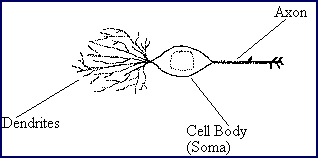 Axon
Dendrites
Cell Body
(Soma)